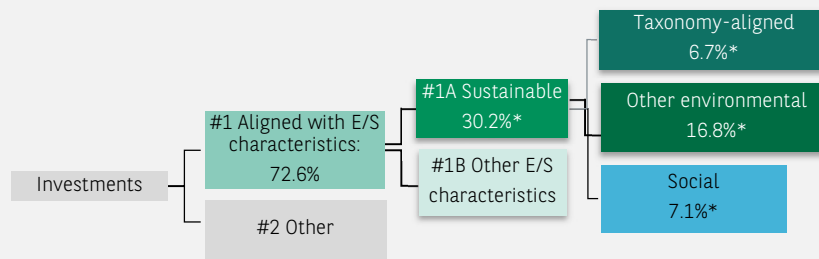 Investments
#1 Aligned with E/S
characteristics:
72.6%
#2 Other
#1A Sustainable
30.2%*
#1B Other E/S
characteristics
Taxonomy-aligned
6.7%*
Other environmental
16.8%*
Social
7.1%*